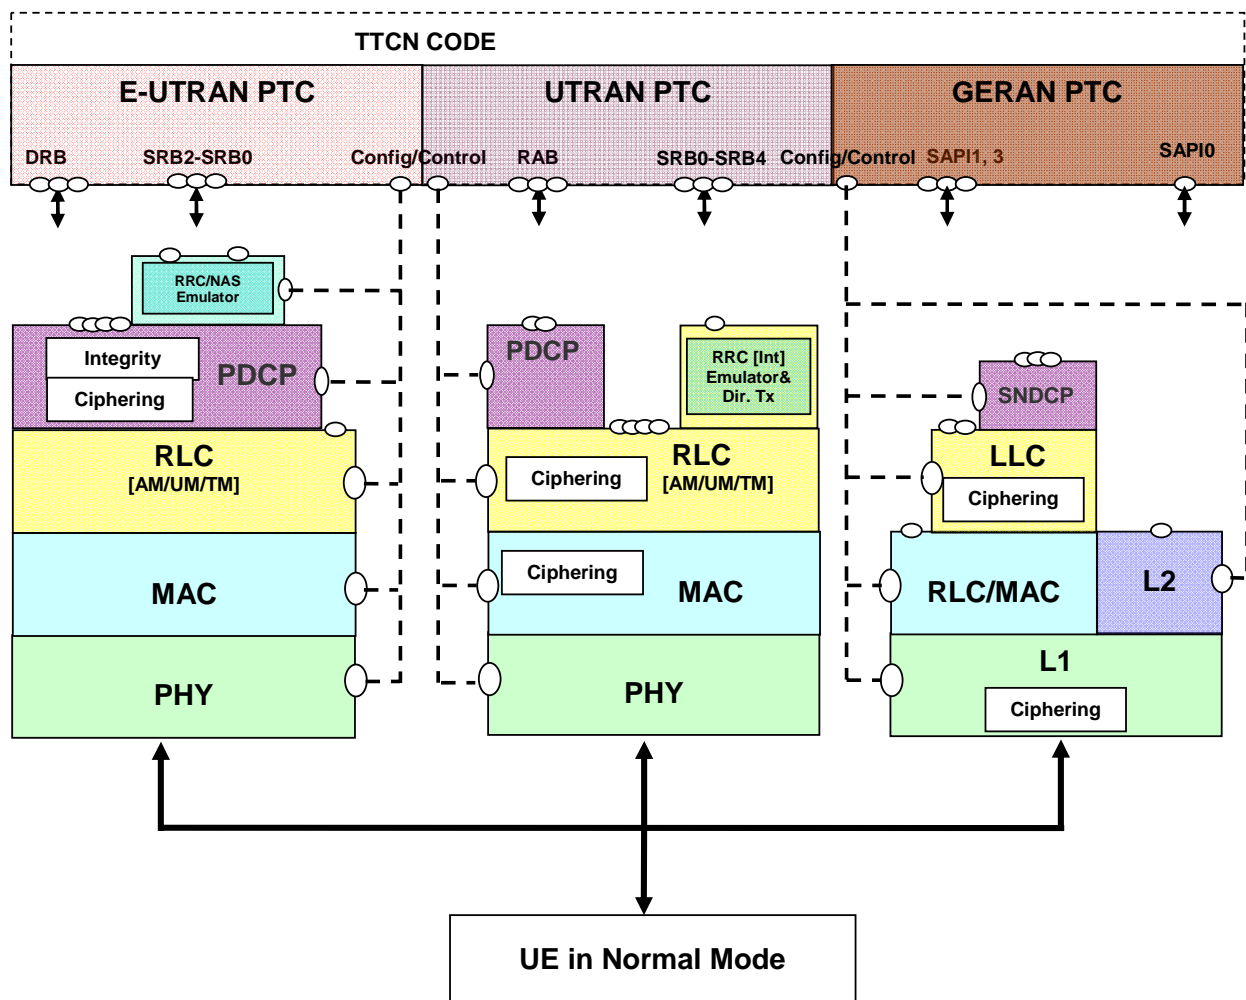 TTCN CODE
E-UTRAN PTC
UTRAN PTC
GERAN PTC
DRB
SRB2-SRB0
Config/Control
RAB
SRB0-SRB4
Config/Control
SAPI1, 3
SAPI0
RRC/NAS
Emulator
Integrity
Ciphering
PDCP
RLC
[AM/UM/TM]
MAC
PHY
PDCP
RRC [Int]
Emulator&
Dir. Tx
Ciphering
RLC
[AM/UM/TM]
Ciphering
MAC
PHY
SNDCP
LLC
Ciphering
RLC/MAC
L2
L1
Ciphering
UE in Normal Mode